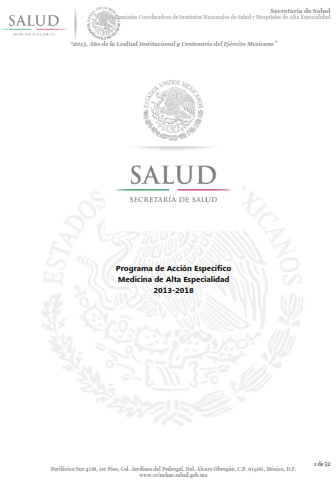 SALUD
SECRETARÍA DE SALUD
Secretaría de Salud
Comisión Coordinadora de Institutos Nacionales de Salud y Hospitales de Alta Especialidad
"2013, Año de la Lealtad Institucional y Centenario del Ejército Mexicano"
ESTADOS UNIDOS MEXICANOS
SALUD
SECRETARÍA DE SALUD
ESTADOS
XICANOS
Programa de Acción Específico
Medicina de Alta Especialidad
2013-2018
1 de 52
Periférico Sur 4118, 1er Piso, Col. Jardines del Pedregal, Del. Álvaro Obregón, C.P. 01900, México, D.F.
www.ccinshae.salud.gob.mx